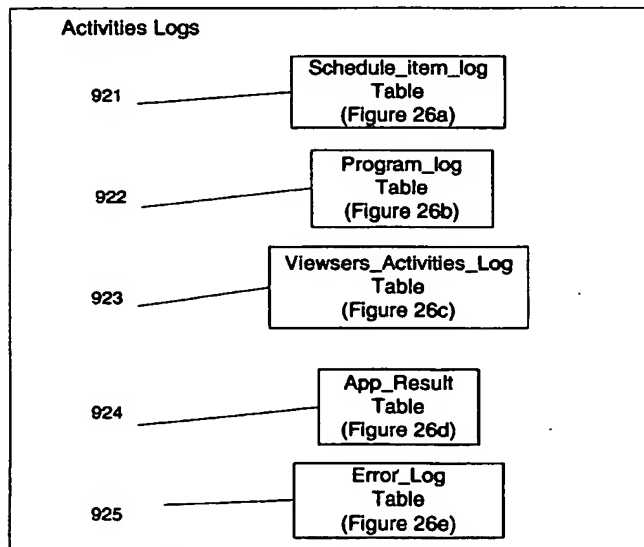 Activities Logs
921
Schedule_item_log
Table
(Figure 26a)
922
Program_log
Table
(Figure 26b)
923
Viewsers_Activities_Log
Table
(Figure 26c)
924
App_Result
Table
(Figure 26d)
925
Error_Log
Table
(Figure 26e)